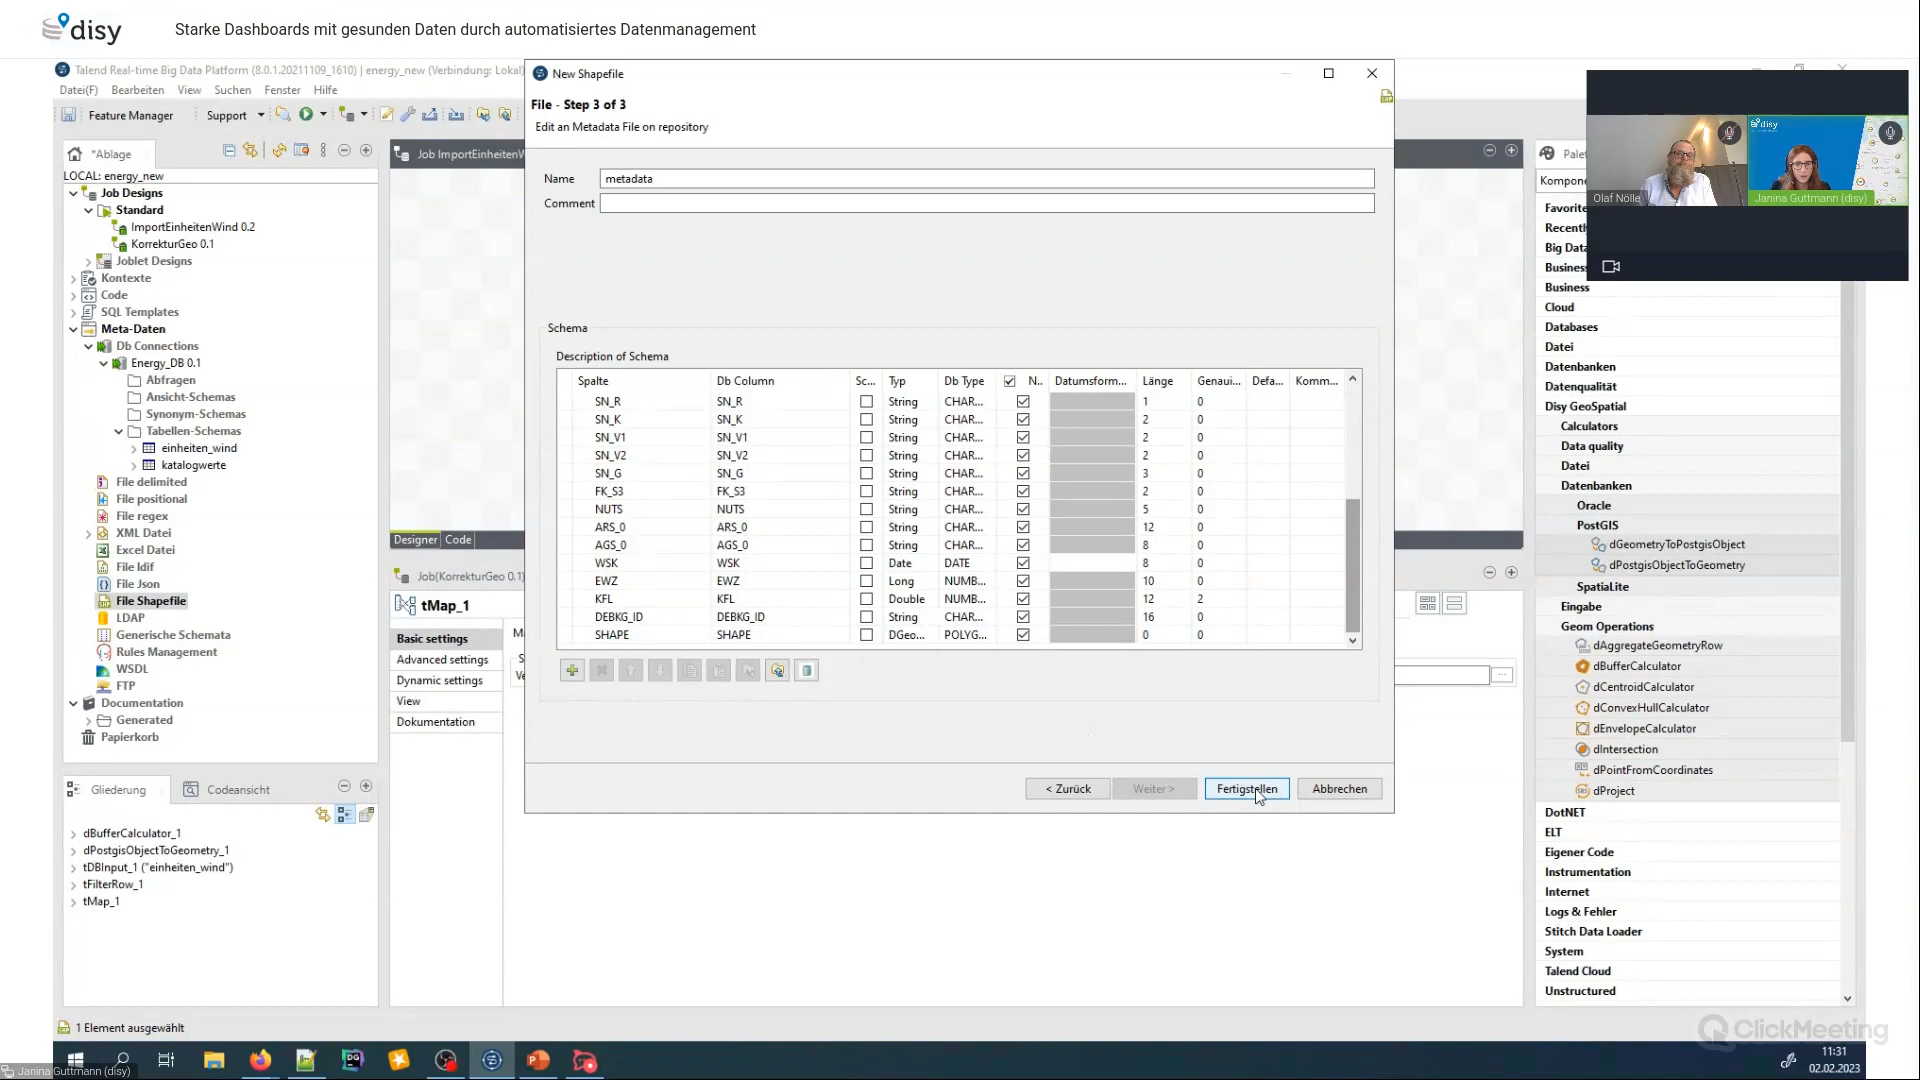 disy
Starke Dashboards mit gesunden Daten durch automatisiertes Datenmanagement
Talend Real-time Big Data Platform (8.0.1.20211109_1610) | energy_new (Verbindung: Lokal)
Datei(F) Bearbeiten View Suchen Fenster Hilfe
Feature Manager Support
*Ablage
LOCAL: energy_new
Job Designs
Standard
ImportEinheitenWind 0.2
KorrekturGeo 0.1
Joblet Designs
Kontexte
Code
SQL Templates
Meta-Daten
Db Connections
Energy_DB 0.1
Abfragen
Ansicht-Schemas
Synonym-Schemas
Tabellen-Schemas
einheiten_wind
katalogwerte
File delimited
File positional
File regex
XML Datei
Excel Datei
File ldif
File Json
File Shapefile
LDAP
Generische Schemata
Rules Management
WSDL
FTP
Documentation
Generated
Papierkorb
Gliederung Codeansicht
dBufferCalculator_1
dPostgisObjectToGeometry_1
tDBInput_1 ("einheiten_wind")
tFilterRow_1
tMap_1
1 Element ausgewählt
Job ImportEinheitenW
Designer Code
Job(KorrekturGeo 0.1)
tMap_1
Basic settings
Advanced settings
Dynamic settings
View
Dokumentation
New Shapefile
File - Step 3 of 3
Edit an Metadata File on repository
Name metadata
Comment
Schema
Description of Schema
Spalte Db Column Sc... Typ Db Type N.. Datumsform... Länge Genaui... Defa... Komm...
SN_R SN_R String CHAR... 1 0
SN_K SN_K String CHAR... 2 0
SN_V1 SN_V1 String CHAR... 2 0
SN_V2 SN_V2 String CHAR... 2 0
SN_G SN_G String CHAR... 3 0
FK_S3 FK_S3 String CHAR... 2 0
NUTS NUTS String CHAR... 5 0
ARS_0 ARS_0 String CHAR... 12 0
AGS_0 AGS_0 String CHAR... 8 0
WSK WSK Date DATE 8 0
EWZ EWZ Long NUMB... 10 0
KFL KFL Double NUMB... 12 2
DEBKG_ID DEBKG_ID String CHAR... 16 0
SHAPE SHAPE DGeo... POLYG... 0 0
< Zurück Weiter > Fertigstellen Abbrechen
Palet
Kompone
Favorite
Recently
Big Data
Business
Business
Cloud
Databases
Datei
Datenbanken
Datenqualität
Disy GeoSpatial
Calculators
Data quality
Datei
Datenbanken
Oracle
PostGIS
dGeometryToPostgisObject
dPostgisObjectToGeometry
SpatiaLite
Eingabe
Geom Operations
dAggregateGeometryRow
dBufferCalculator
dCentroidCalculator
dConvexHullCalculator
dEnvelopeCalculator
dIntersection
dPointFromCoordinates
dProject
DotNET
ELT
Eigener Code
Instrumentation
Internet
Logs & Fehler
Stitch Data Loader
System
Talend Cloud
Unstructured
disy
Olaf Nölle
Janina Guttmann (disy)
ClickMeeting
Janina Guttmann (disy)
11:31
02.02.2023